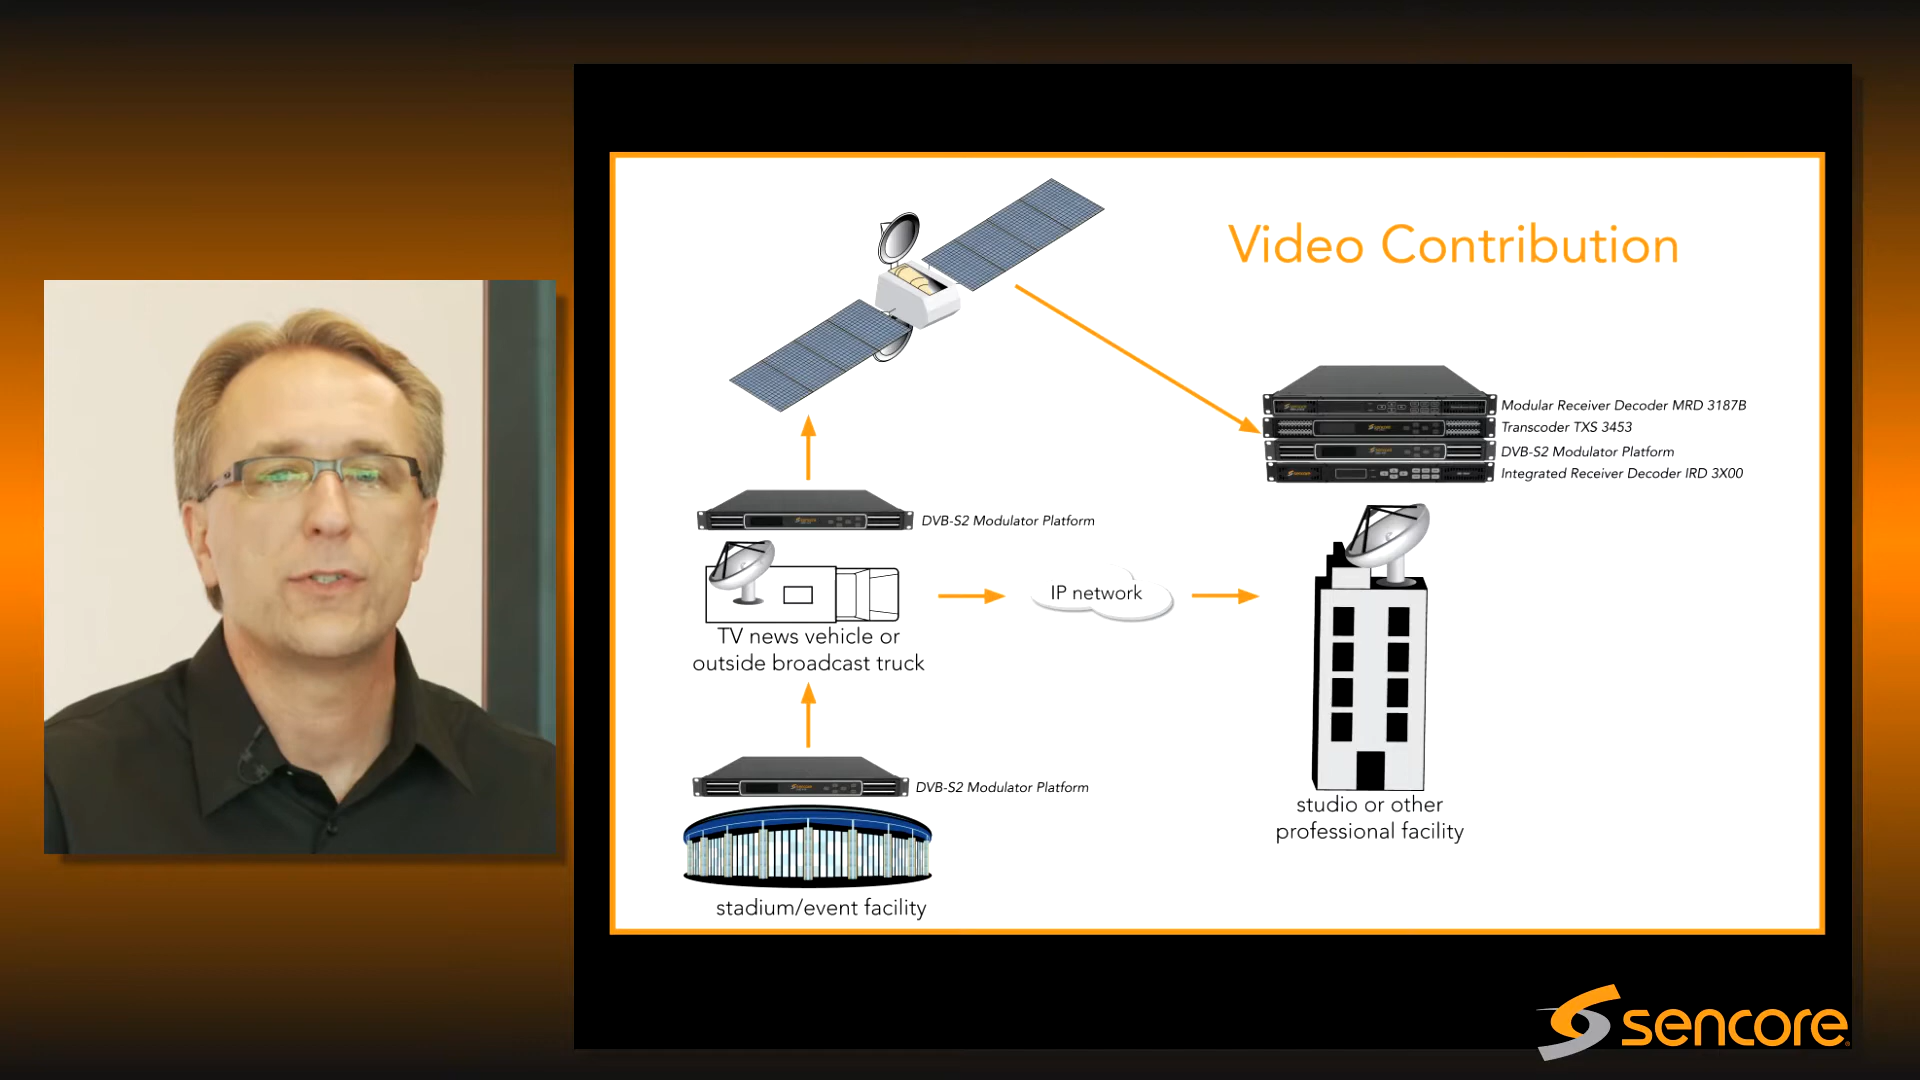 Video Contribution
Modular Receiver Decoder MRD 3187B
Transcoder TXS 3453
DVB-S2 Modulator Platform
Integrated Receiver Decoder IRD 3X00
DVB-S2 Modulator Platform
IP network
TV news vehicle or
outside broadcast truck
DVB-S2 Modulator Platform
studio or other
professional facility
stadium/event facility
sencore